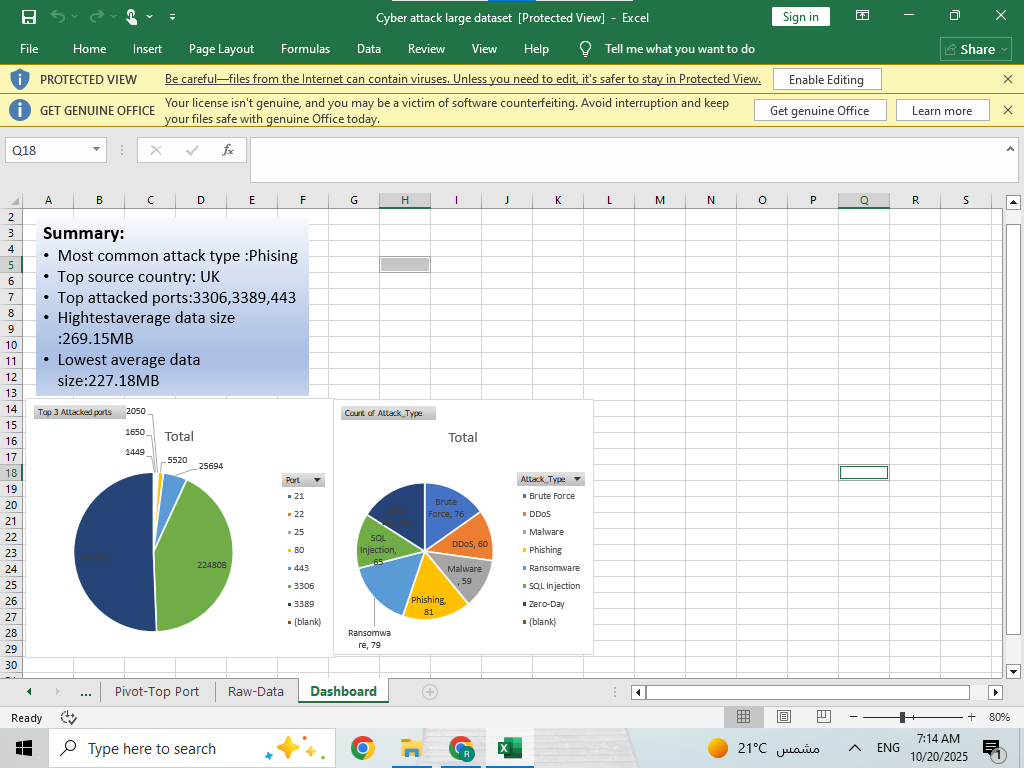 Cyber attack large dataset [Protected View] - Excel
Sign in
File Home Insert Page Layout Formulas Data Review View Help Tell me what you want to do Share
PROTECTED VIEW Be careful—files from the Internet can contain viruses. Unless you need to edit, it's safer to stay in Protected View. Enable Editing
GET GENUINE OFFICE Your license isn't genuine, and you may be a victim of software counterfeiting. Avoid interruption and keep
your files safe with genuine Office today. Get genuine Office Learn more
Q18 fx
A B C D E F G H I J K L M N O P Q R S
2
3
4
5
6
7
8
9
10
11
12
13
14
15
16
17
18
19
20
21
22
23
24
25
26
27
28
29
30
Summary:
• Most common attack type :Phising
• Top source country: UK
• Top attacked ports:3306,3389,443
• Hightestaverage data size
:269.15MB
• Lowest average data
size:227.18MB
Top 3 Attacked ports
2050
1650
1449
Total
5520
25694
224808
Port
21
22
25
80
443
3306
3389
(blank)
Count of Attack_Type
Total
Brute
Force, 76
DDoS, 60
Malware
, 59
Phishing,
81
Ransomwa
re, 79
SQL
Injection,
65
Attack_Type
Brute Force
DDoS
Malware
Phishing
Ransomware
SQL Injection
Zero-Day
(blank)
... Pivot-Top Port Raw-Data Dashboard
Ready 80%
Type here to search
R
21°C مشمس ENG
7:14 AM
10/20/2025
1